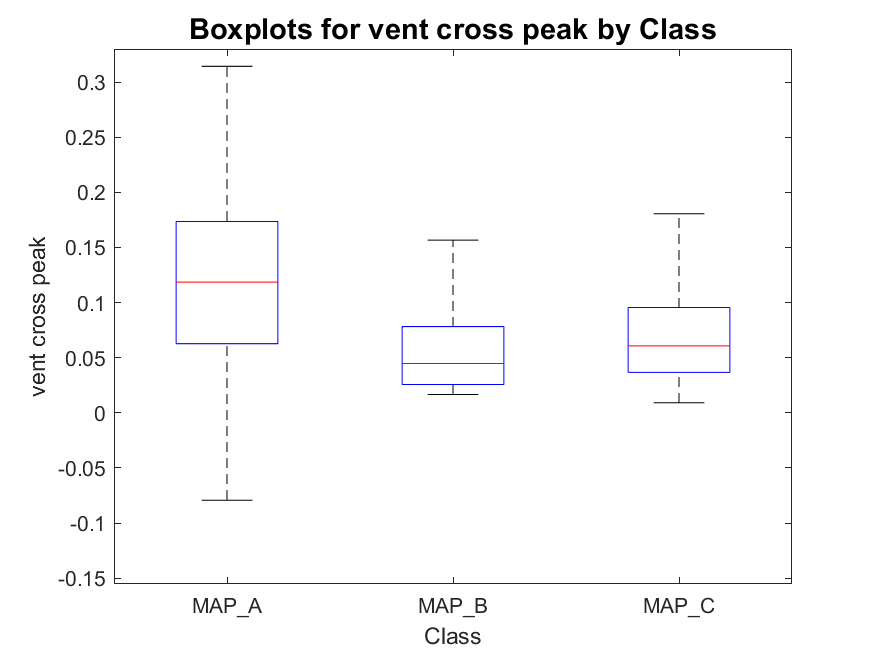 Boxplots for vent cross peak by Class
vent cross peak
0.3
0.25
0.2
0.15
0.1
0.05
0
-0.05
-0.1
-0.15
MAP_A MAP_B MAP_C
Class